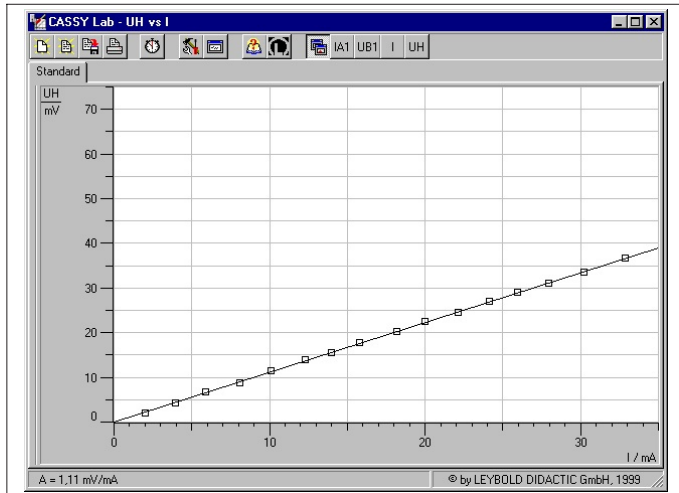 CASSY Lab - UH vs I
IA1 UB1 I UH
Standard
UH
mV
70
60
50
40
30
20
10
0
0 10 20 30
I / mA
A = 1,11 mV/mA
© by LEYBOLD DIDACTIC GmbH, 1999